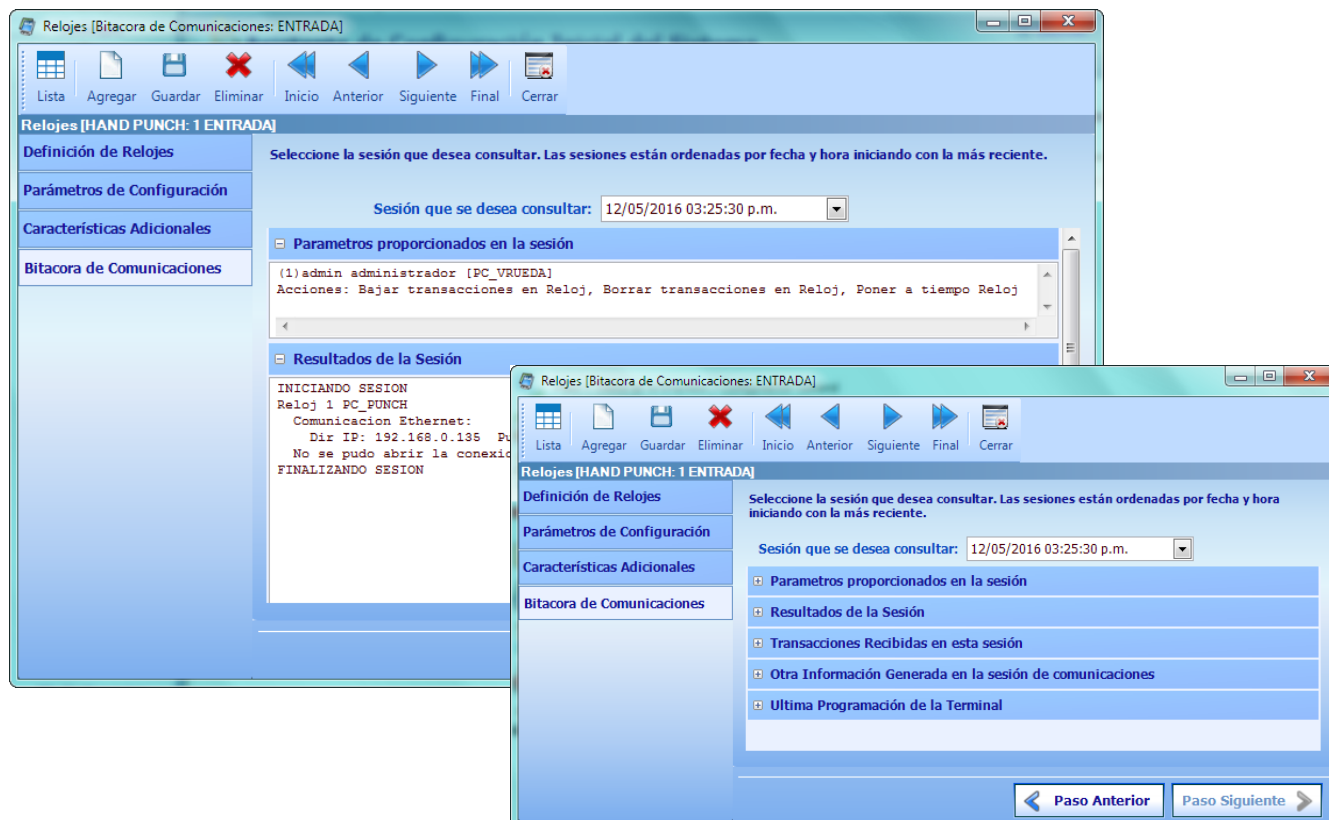 Relojes [Bitacora de Comunicaciones: ENTRADA]
Lista Agregar Guardar Eliminar Inicio Anterior Siguiente Final Cerrar
Relojes [HAND PUNCH: 1 ENTRADA]
Definición de Relojes
Parámetros de Configuración
Características Adicionales
Bitacora de Comunicaciones
Seleccione la sesión que desea consultar. Las sesiones están ordenadas por fecha y hora iniciando con la más reciente.
Sesión que se desea consultar: 12/05/2016 03:25:30 p.m.
Parametros proporcionados en la sesión
(1)admin administrador [PC_VRUEDA]
Acciones: Bajar transacciones en Reloj, Borrar transacciones en Reloj, Poner a tiempo Reloj
Resultados de la Sesión
INICIANDO SESION
Reloj 1 PC_PUNCH
Comunicacion Ethernet:
Dir IP: 192.168.0.135
No se pudo abrir la
FINALIZANDO SESION
Relojes [Bitacora de Comunicaciones: ENTRADA]
Lista Agregar Guardar Eliminar Inicio Anterior Siguiente Final Cerrar
Relojes [HAND PUNCH: 1 ENTRADA]
Definición de Relojes
Parámetros de Configuración
Características Adicionales
Bitacora de Comunicaciones
Seleccione la sesión que desea consultar. Las sesiones están ordenadas por fecha y hora
iniciando con la más reciente.
Sesión que se desea consultar: 12/05/2016 03:25:30 p.m.
Parametros proporcionados en la sesión
Resultados de la Sesión
Transacciones Recibidas en esta sesión
Otra Información Generada en la sesión de comunicaciones
Ultima Programación de la Terminal
Paso Anterior Paso Siguiente